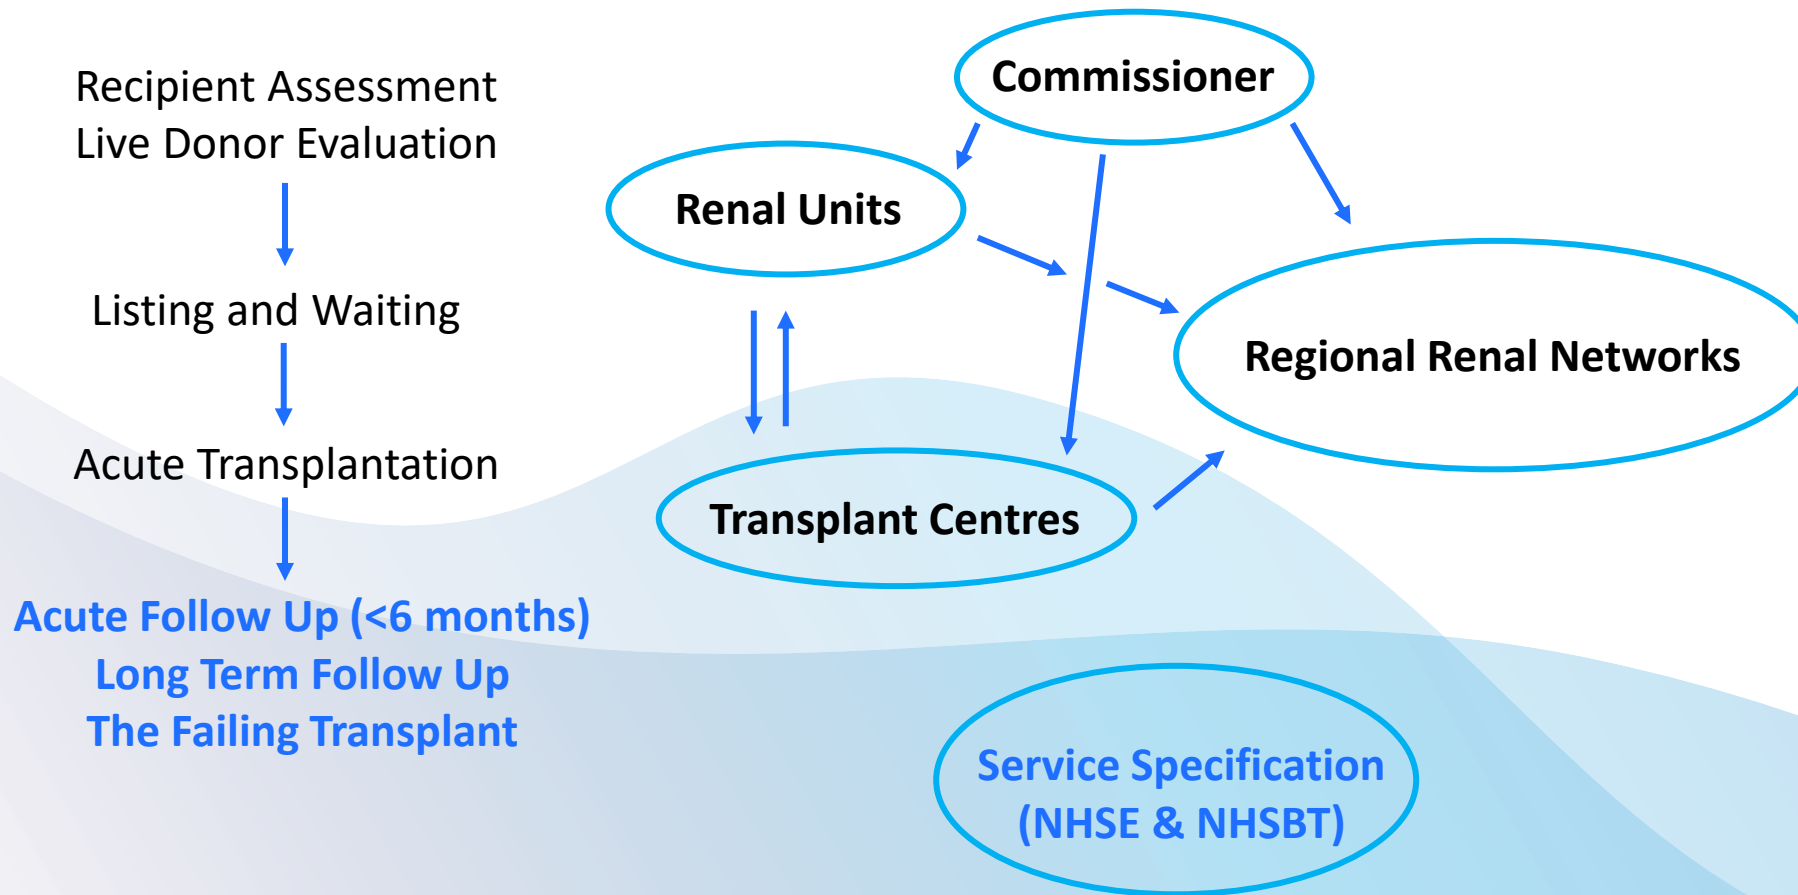 Recipient Assessment
Live Donor Evaluation
Listing and Waiting
Acute Transplantation
Acute Follow Up (<6 months)
Long Term Follow Up
The Failing Transplant
Commissioner
Renal Units
Regional Renal Networks
Transplant Centres
Service Specification
(NHSE & NHSBT)